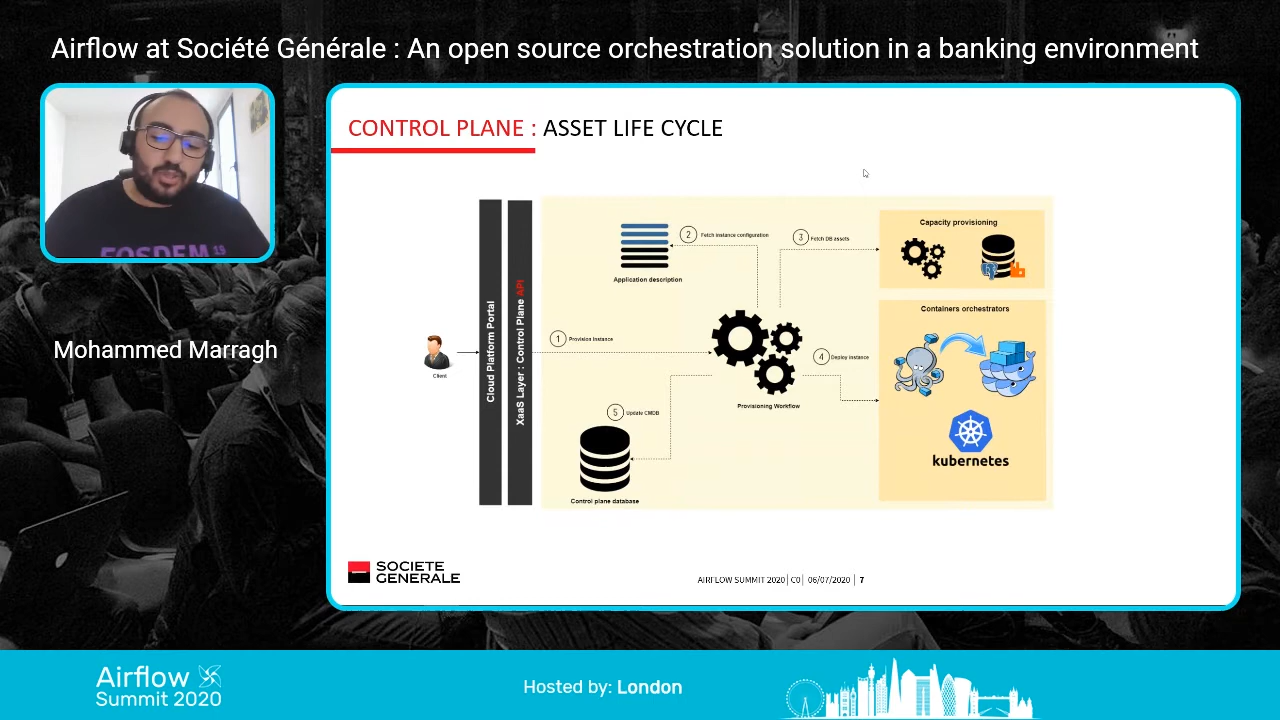 Airflow at Société Générale : An open source orchestration solution in a banking environment
FOSDEM 19
Mohammed Marragh
CONTROL PLANE : ASSET LIFE CYCLE
Client
Cloud Platform Portal
XaaS Layer : Control Plane API
1 Provision Instance
2 Fetch instance configuration
Application description
3 Fetch DB assets
Capacity provisioning
Containers orchestrators
4 Deploy instance
Provisioning Workflow
5 Update CMDB
Control plane database
kubernetes
SOCIETE
GENERALE
AIRFLOW SUMMIT 2020 | C0 | 06/07/2020 | 7
Airflow
Summit 2020
Hosted by: London